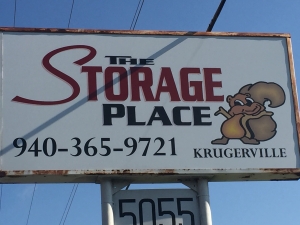 THE
STORAGE
PLACE
940-365-9721 KRUGERVILLE
5055